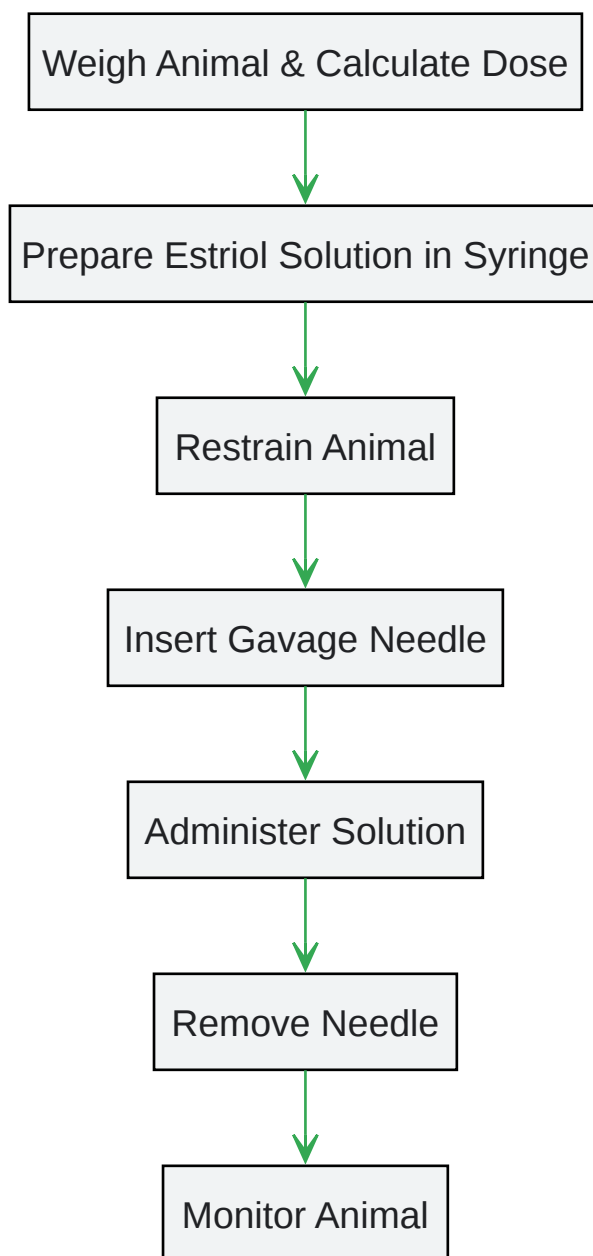 Weigh Animal & Calculate Dose
Prepare Estriol Solution in Syringe
Restrain Animal
Insert Gavage Needle
Administer Solution
Remove Needle
Monitor Animal